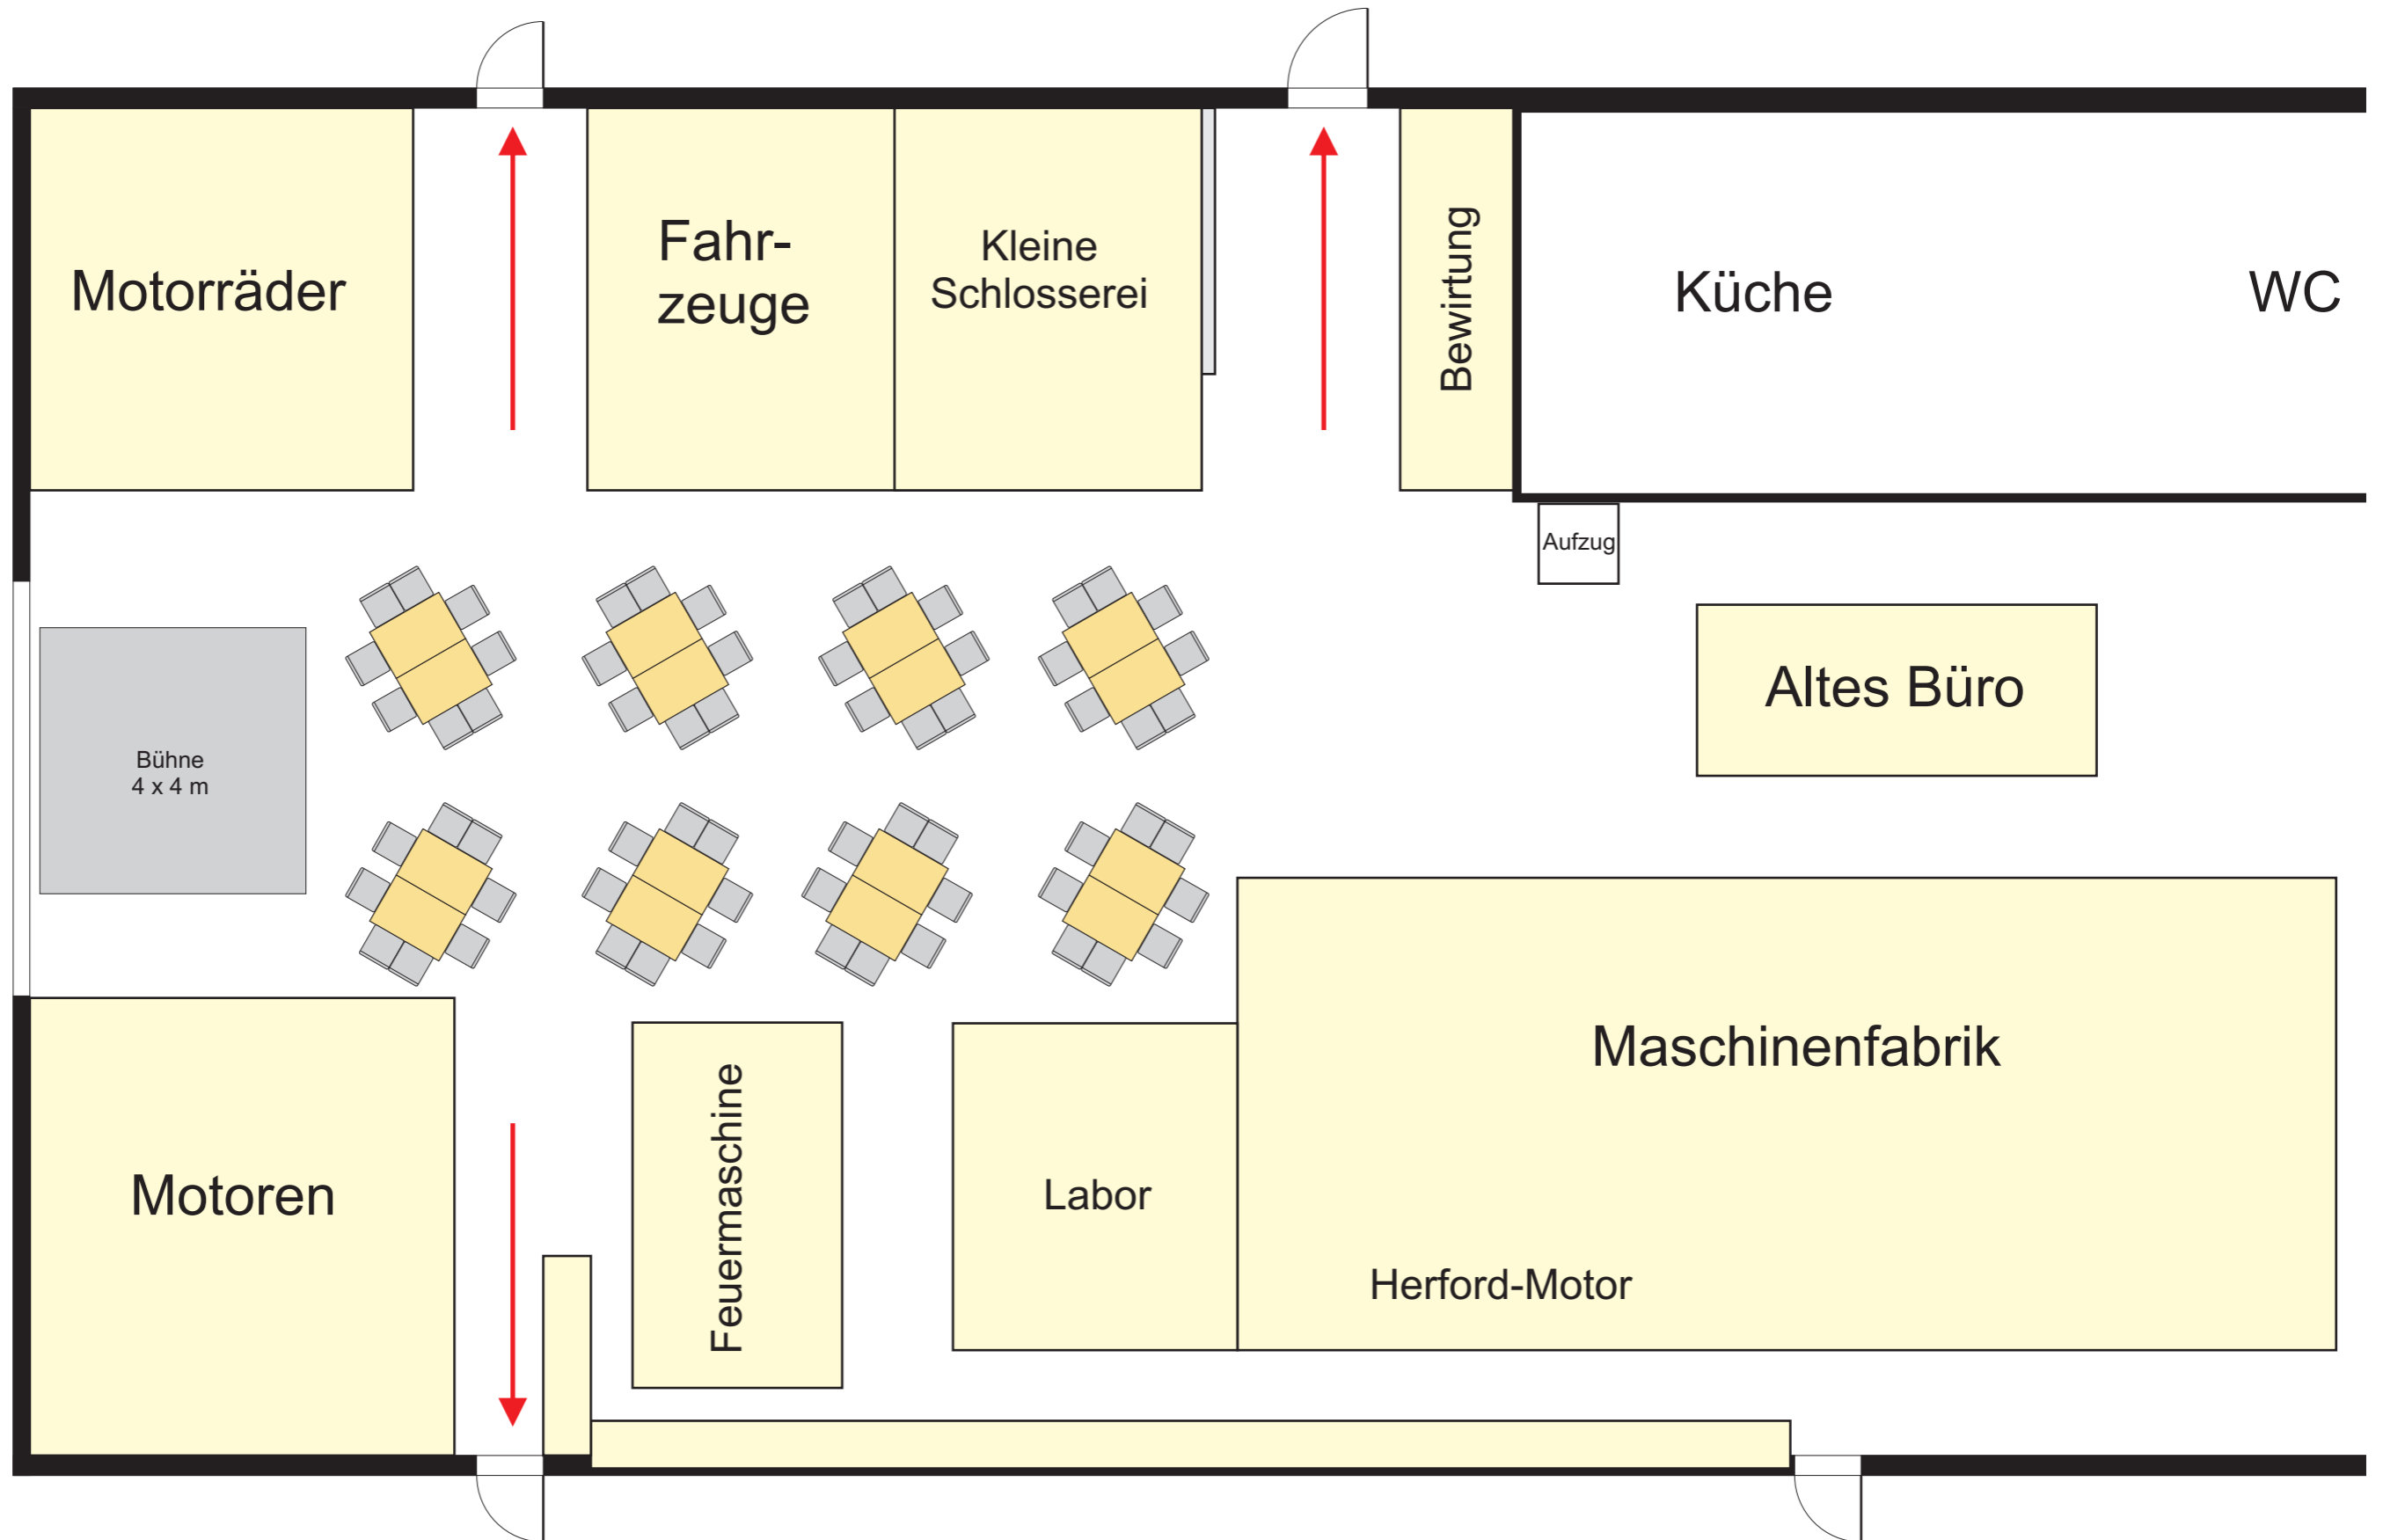 Motorräder
Fahr-
zeuge
Kleine
Schlosserei
Bewirtung
Küche
WC
Aufzug
Altes Büro
Bühne
4 x 4 m
Maschinenfabrik
Motoren
Feuermaschine
Labor
Herford-Motor